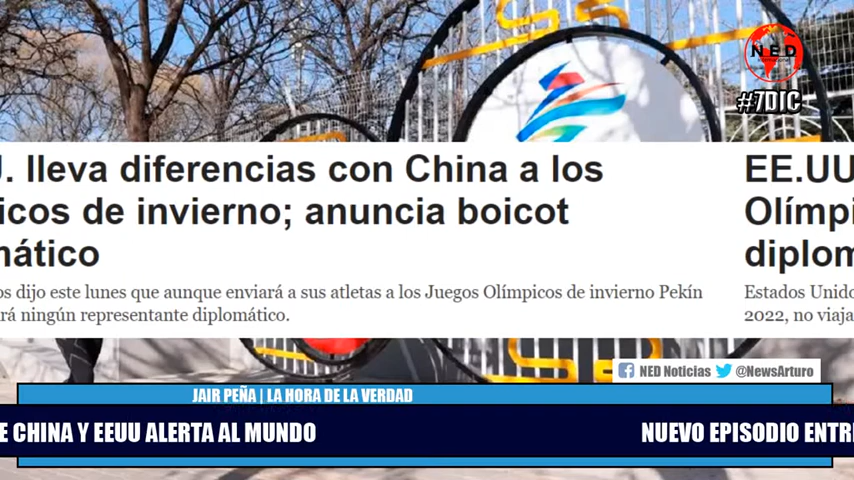 NED
#7DIC
J. lleva diferencias con China a los
icos de invierno; anuncia boicot
mático
EE.UU
Olímpi
diplom
os dijo este lunes que aunque enviará a sus atletas a los Juegos Olímpicos de invierno Pekín
rá ningún representante diplomático.
Estados Unido
2022, no viaja
NED Noticias @NewsArturo
JAIR PEÑA | LA HORA DE LA VERDAD
E CHINA Y EEUU ALERTA AL MUNDO
NUEVO EPISODIO ENTRE